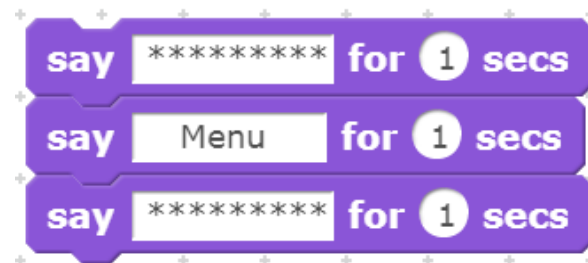 say ********* for 1 secs
say Menu for 1 secs
say ********* for 1 secs